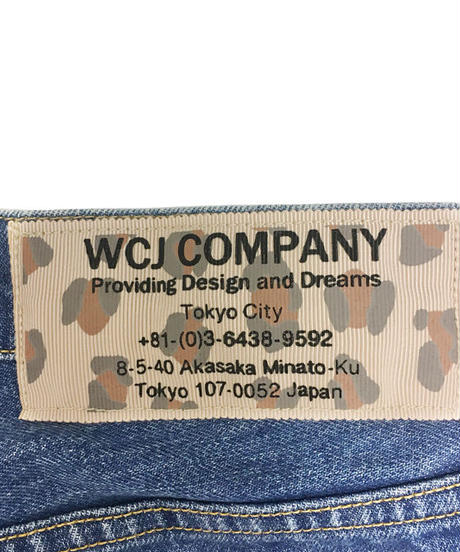 WCJ COMPANY
Providing Design and Dreams
Tokyo City
+81-(0)3-6438-9592
8-5-40 Akasaka Minato-Ku
Tokyo 107-0052 Japan